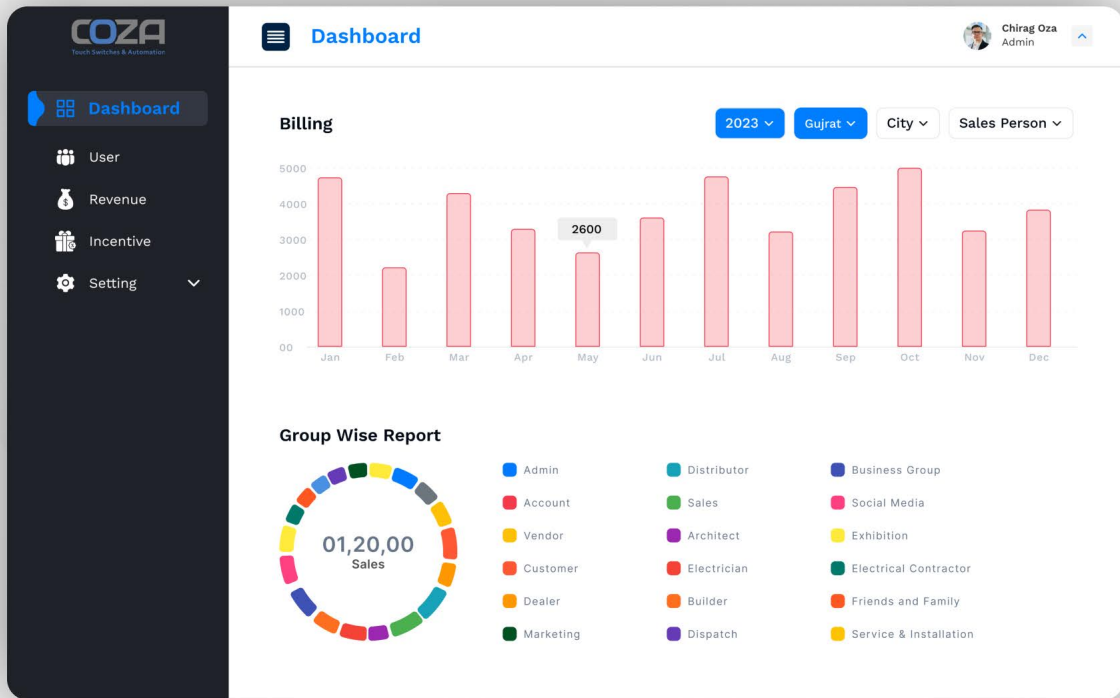 COZA
Touch Switches & Automation
Dashboard
User
Revenue
Incentive
Setting
Dashboard
Chirag Oza
Admin
Billing
2023
Gujrat
City
Sales Person
5000
4000
3000
2000
1000
00
2600
Jan Feb Mar Apr May Jun Jul Aug Sep Oct Nov Dec
Group Wise Report
01,20,00
Sales
Admin
Account
Vendor
Customer
Dealer
Marketing
Distributor
Sales
Architect
Electrician
Builder
Dispatch
Business Group
Social Media
Exhibition
Electrical Contractor
Friends and Family
Service & Installation